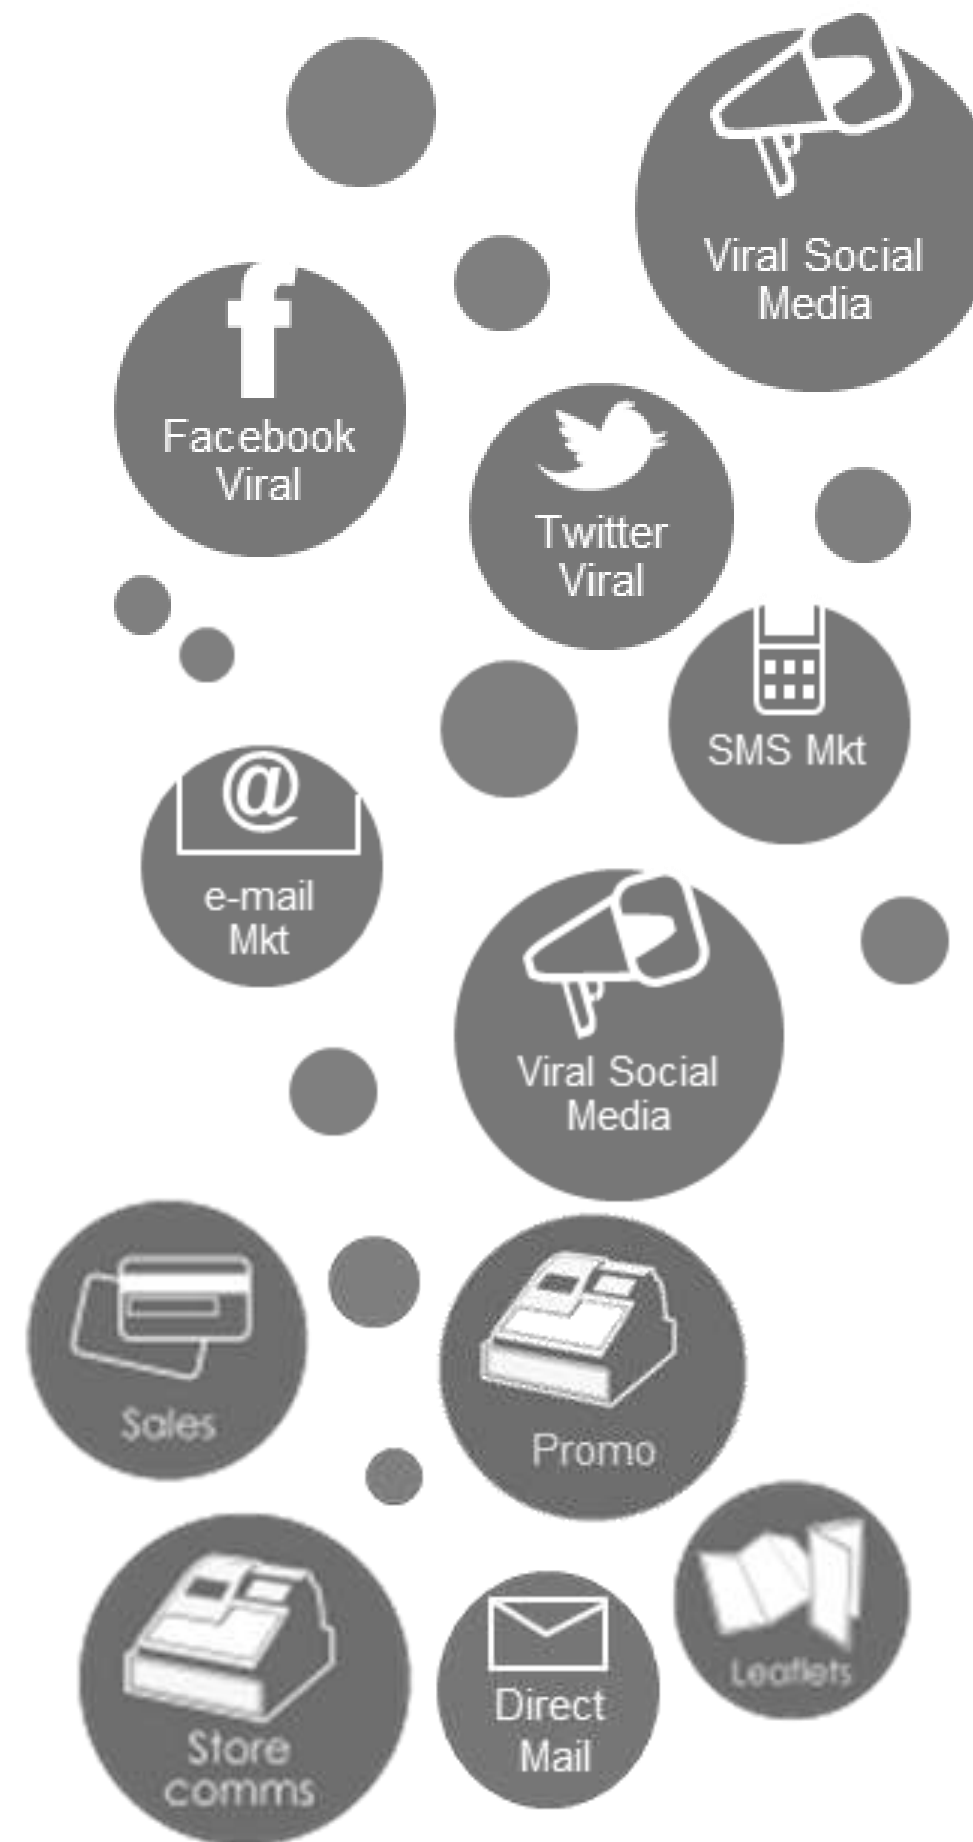 Viral Social
Media
Facebook
Viral
Twitter
Viral
SMS Mkt
@
e-mail
Mkt
Viral Social
Media
Sales
Promo
Leaflets
Store
comms
Direct
Mail